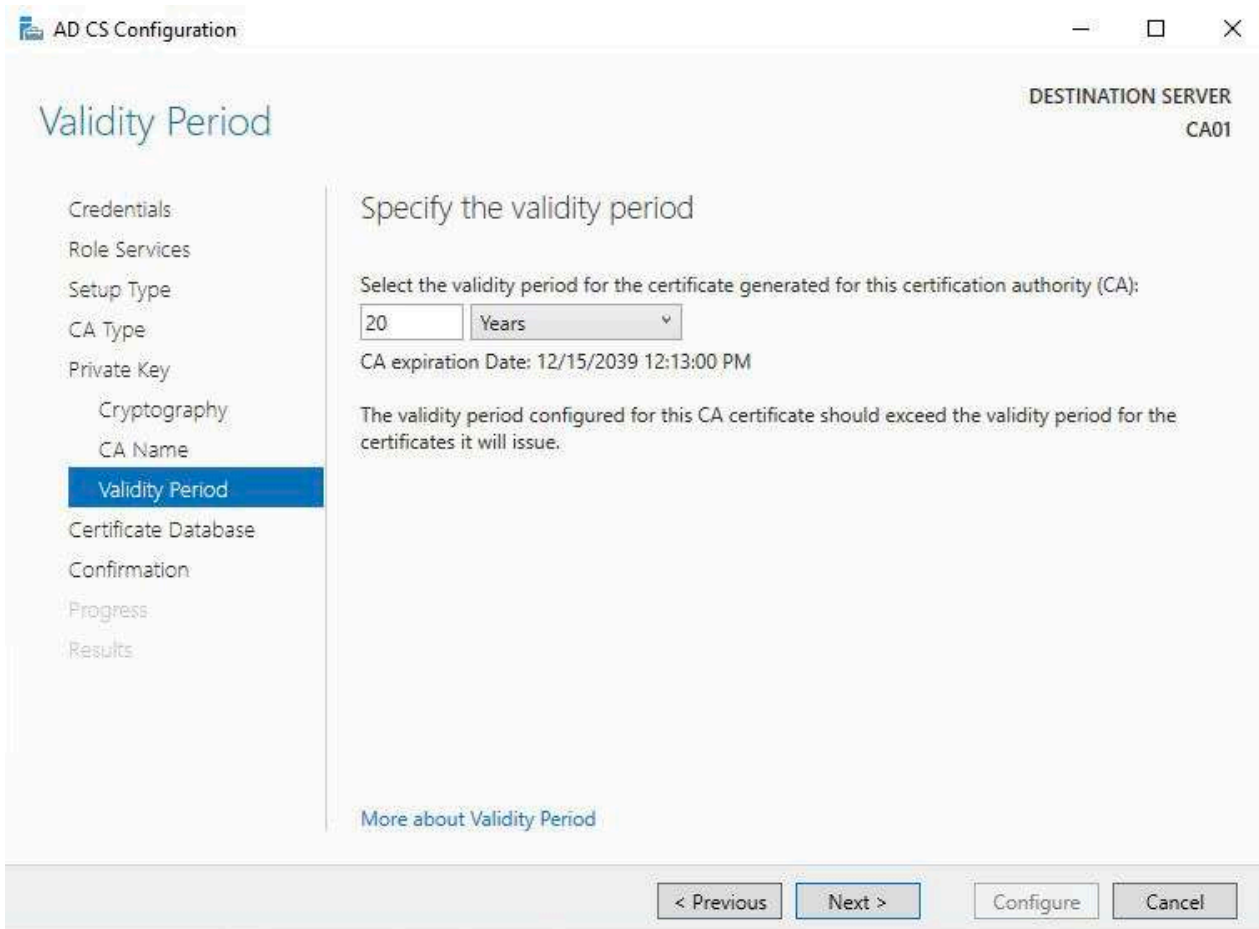 AD CS Configuration
Validity Period
DESTINATION SERVER
CA01
Credentials
Role Services
Setup Type
CA Type
Private Key
Cryptography
CA Name
Validity Period
Certificate Database
Confirmation
Progress
Results
Specify the validity period
Select the validity period for the certificate generated for this certification authority (CA):
20 Years
CA expiration Date: 12/15/2039 12:13:00 PM
The validity period configured for this CA certificate should exceed the validity period for the
certificates it will issue.
More about Validity Period
< Previous Next > Configure Cancel